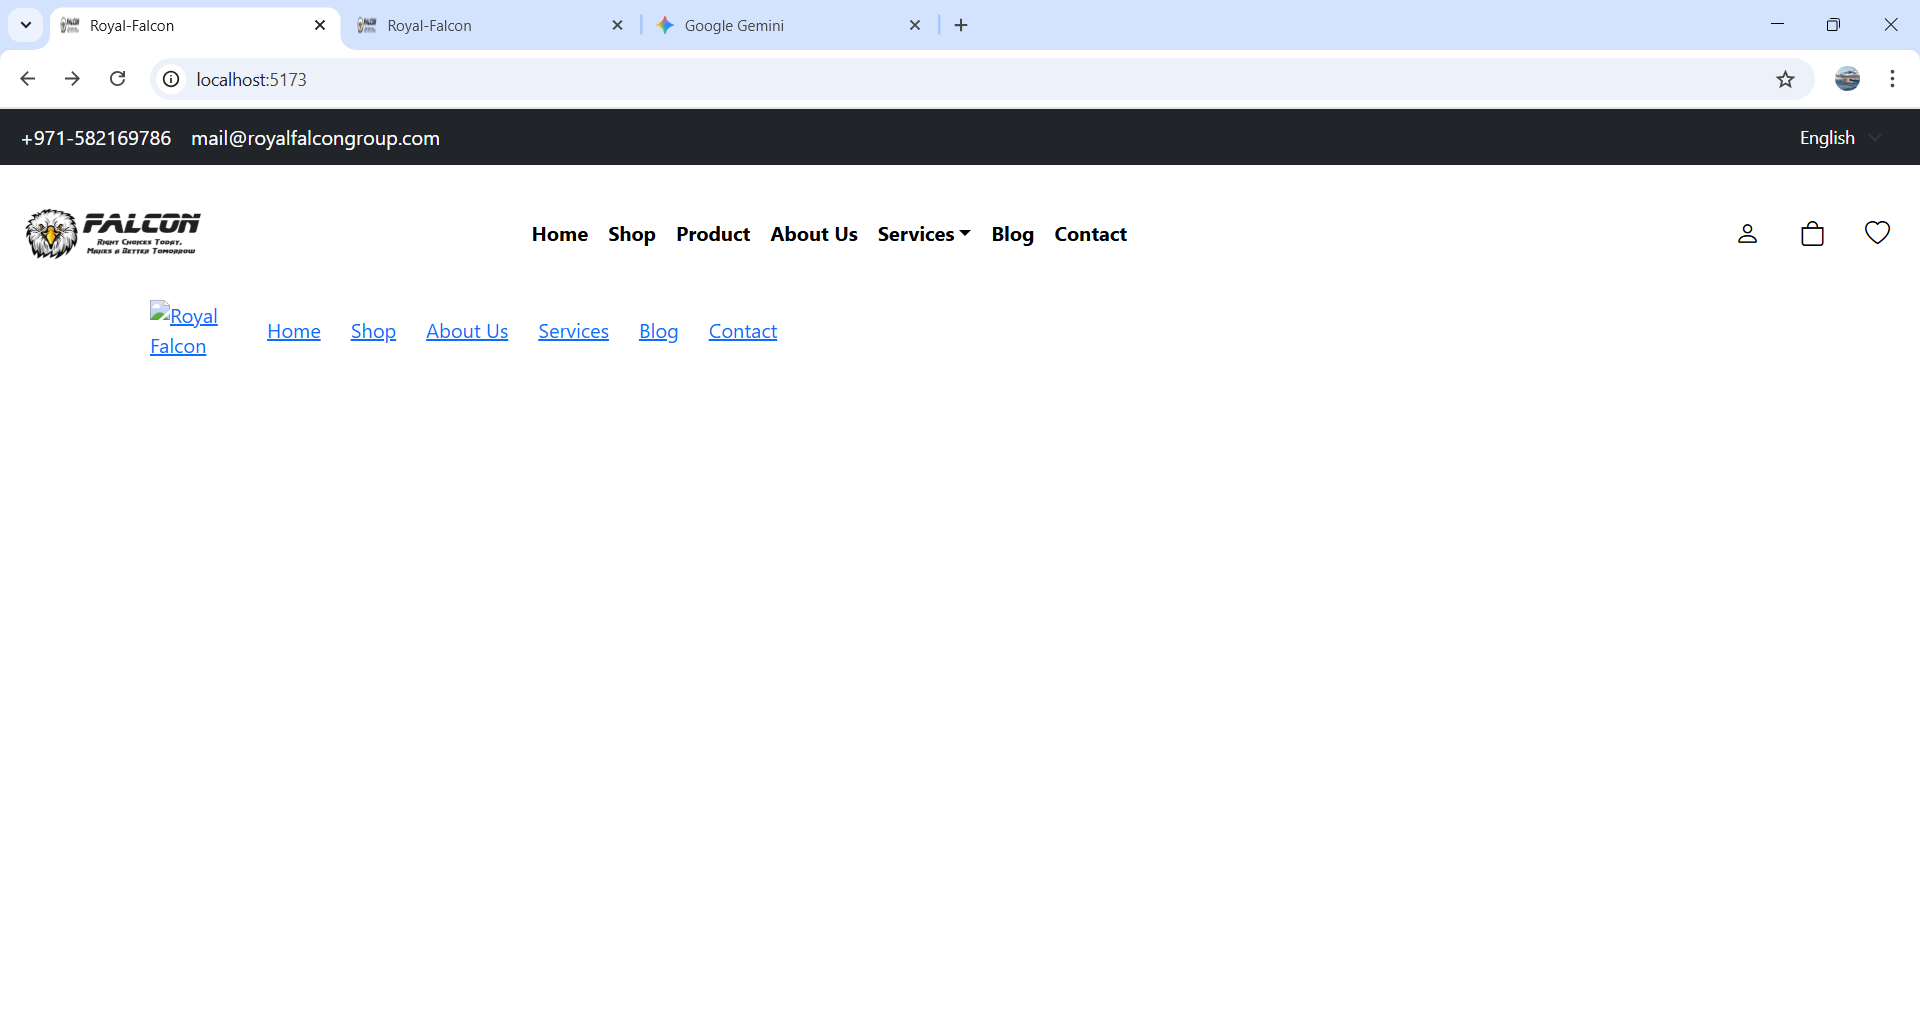 Royal-Falcon
Royal-Falcon
Google Gemini
localhost:5173
+971-582169786 mail@royalfalcongroup.com English
FALCON
Right Choices Today,
Makes a Better Tomorrow
Home Shop Product About Us Services Blog Contact
Royal
Falcon
Home Shop About Us Services Blog Contact